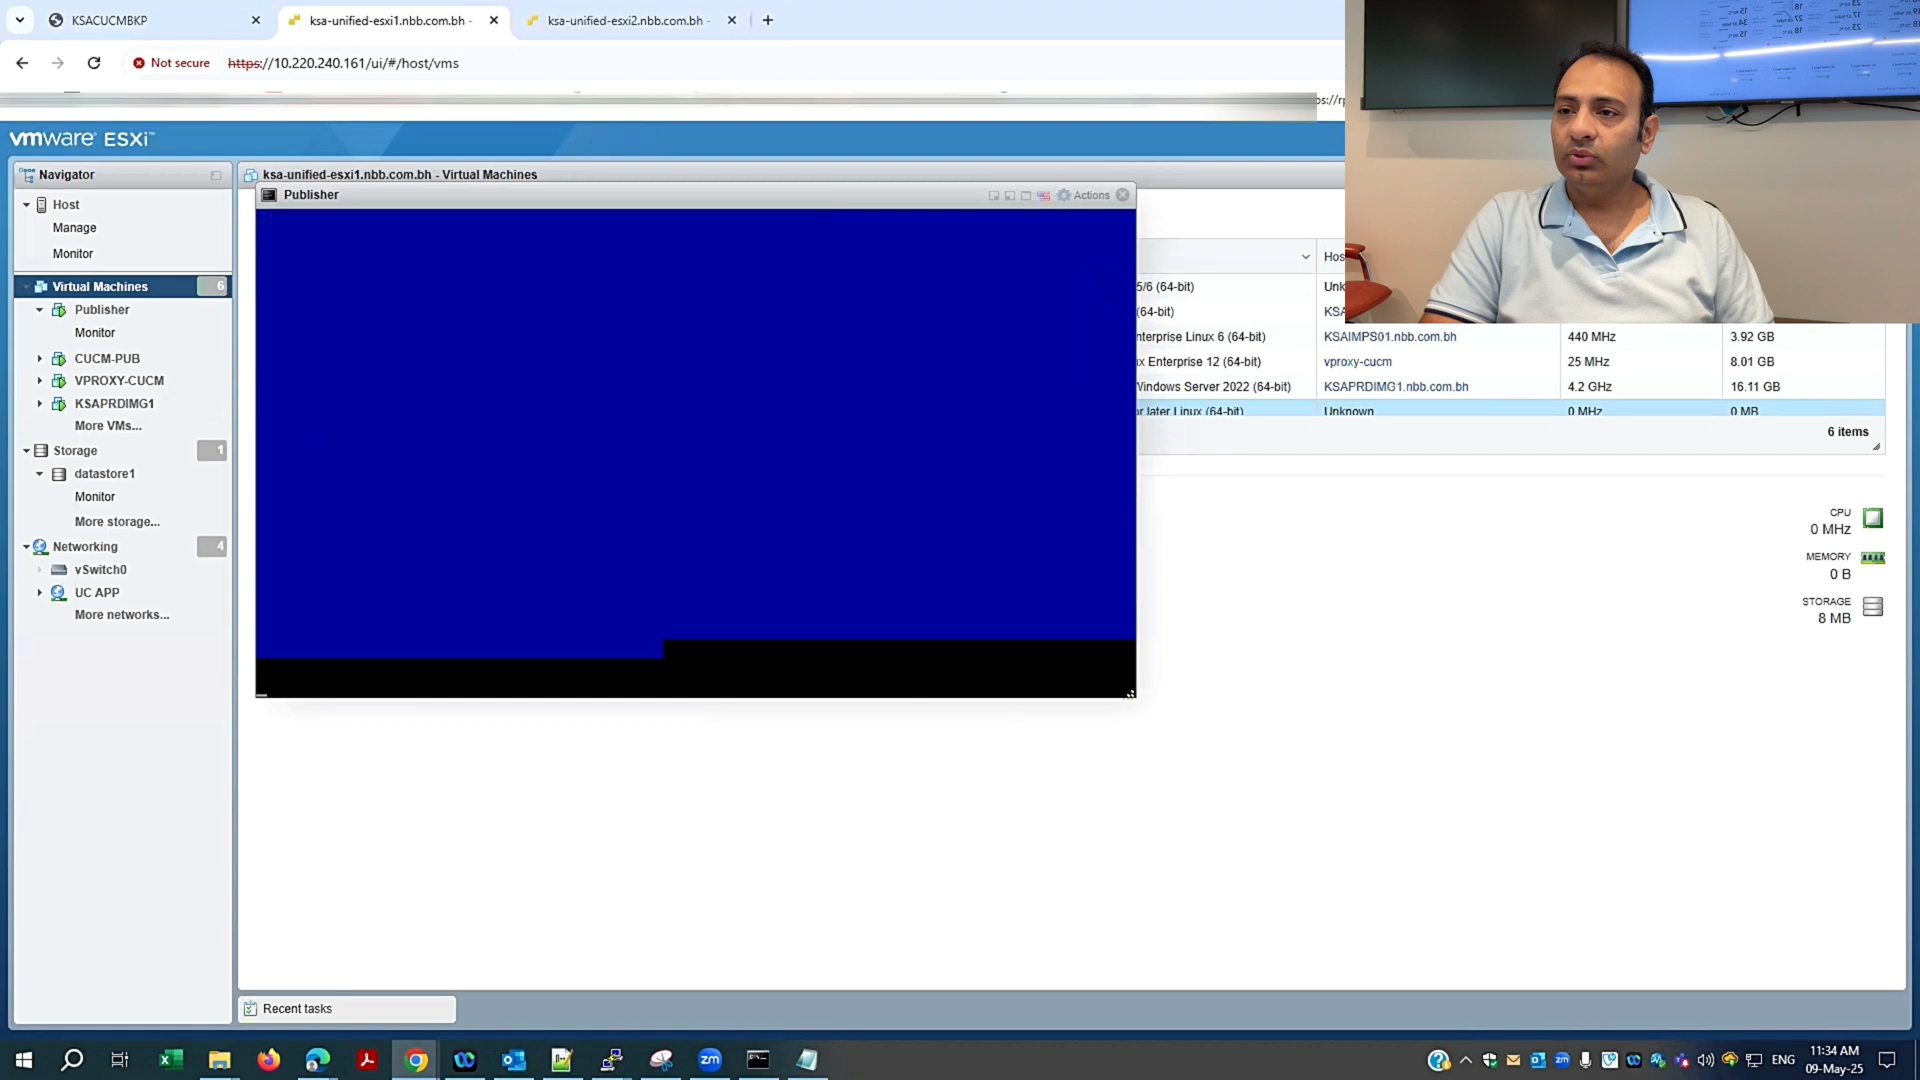 KSACUCMBKP
ksa-unified-esxi1.nbb.com.bh -
ksa-unified-esxi2.nbb.com.bh -
Not secure
https://10.220.240.161/ui/#/host/vms
vmware ESXi™
Navigator
Host
Manage
Monitor
Virtual Machines
6
Publisher
Monitor
CUCM-PUB
VPROXY-CUCM
KSAPRDIMG1
More VMs...
Storage
1
datastore1
Monitor
More storage...
Networking
4
vSwitch0
UC APP
More networks...
ksa-unified-esxi1.nbb.com.bh - Virtual Machines
Publisher
Actions
Hos
5/6 (64-bit)
Unk
(64-bit)
KSA
nterprise Linux 6 (64-bit)
KSAIMPS01.nbb.com.bh
440 MHz
3.92 GB
ix Enterprise 12 (64-bit)
vproxy-cucm
25 MHz
8.01 GB
Windows Server 2022 (64-bit)
KSAPRDIMG1.nbb.com.bh
4.2 GHz
16.11 GB
or later Linux (64-bit)
Unknown
0 MHz
0 MB
6 items
CPU
0 MHz
MEMORY
0 B
STORAGE
8 MB
Recent tasks
ENG
11:34 AM
09-May-25